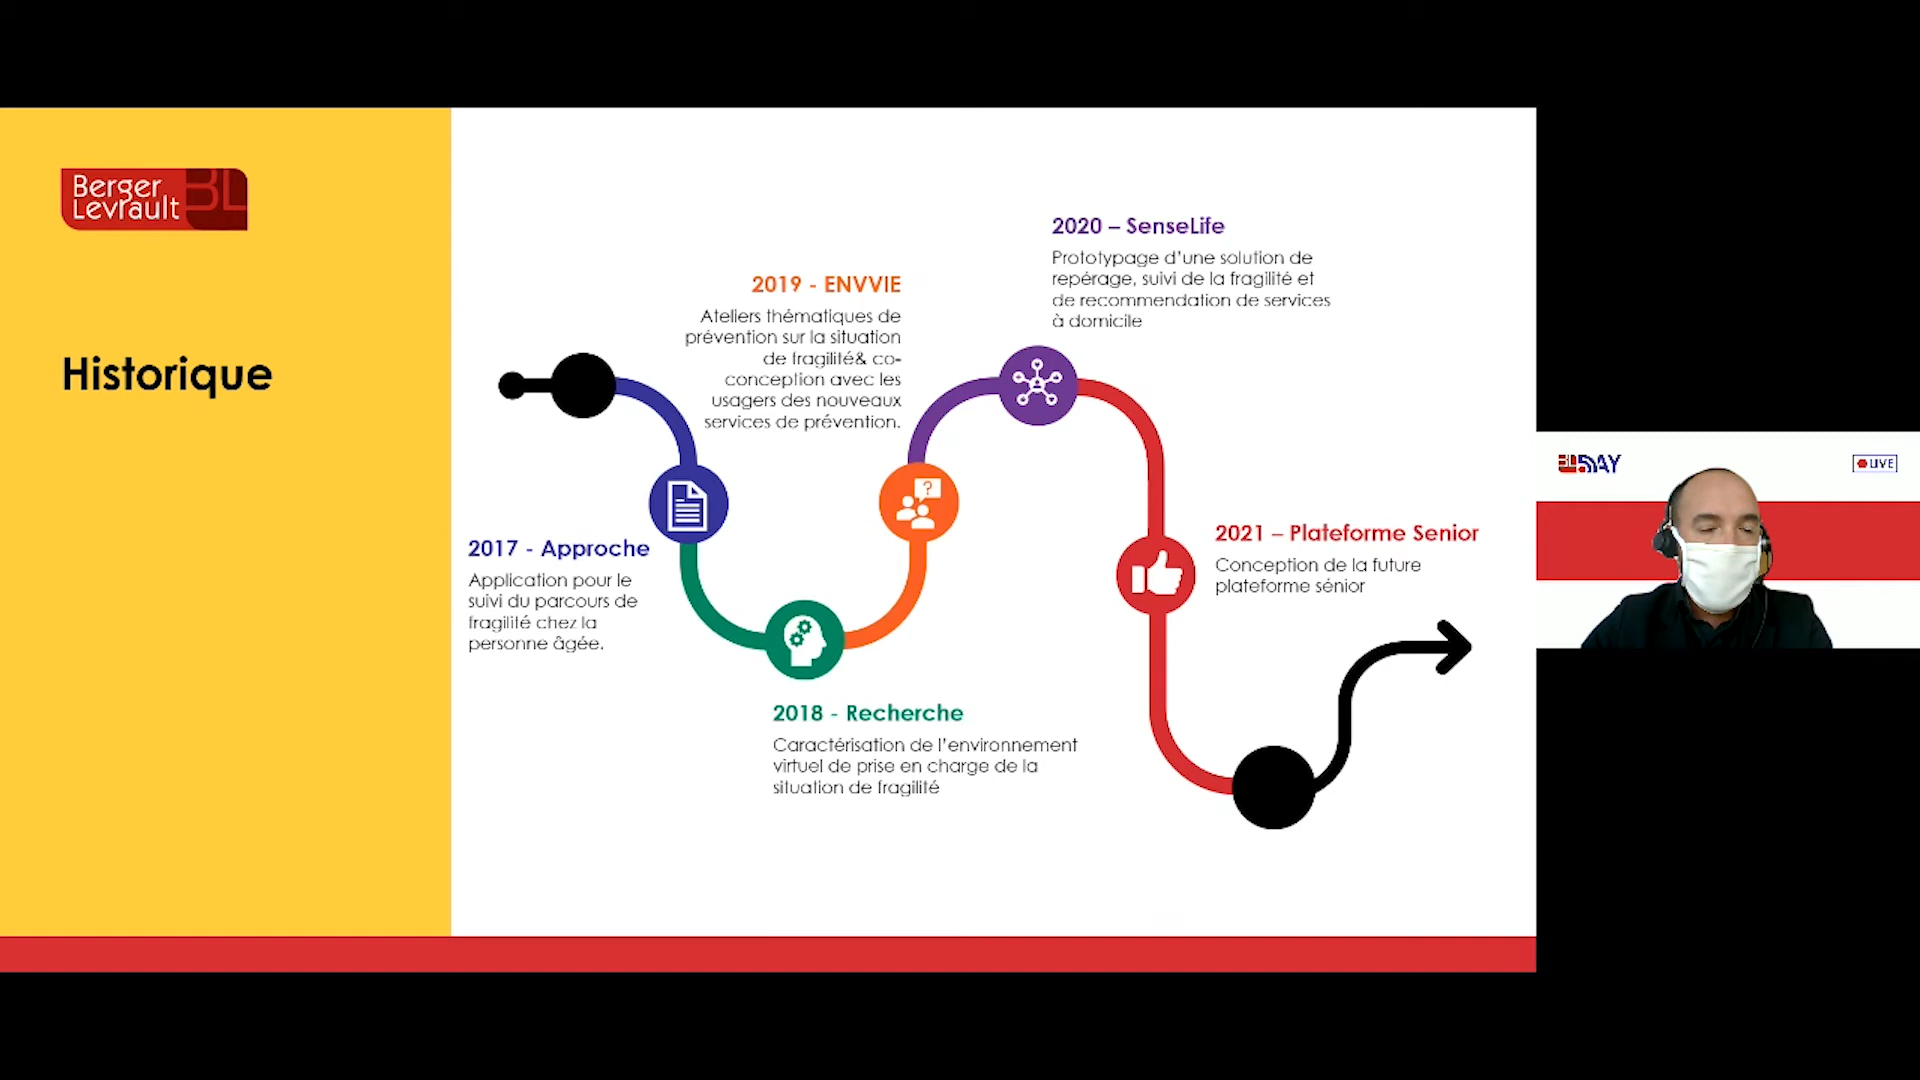 Berger
Levrault
BL
Historique
2017 - Approche
Application pour le
suivi du parcours de
fragilité chez la
personne âgée.
2018 - Recherche
Caractérisation de l'environnement
virtuel de prise en charge de la
situation de fragilité
2019 - ENVVIE
Ateliers thématiques de
prévention sur la situation
de fragilité& co-
conception avec les
usagers des nouveaux
services de prévention.
?
2020 – SenseLife
Prototypage d'une solution de
repérage, suivi de la fragilité et
de recommendation de services
à domicile
2021 – Plateforme Senior
Conception de la future
plateforme sénior
BL DAY
LIVE